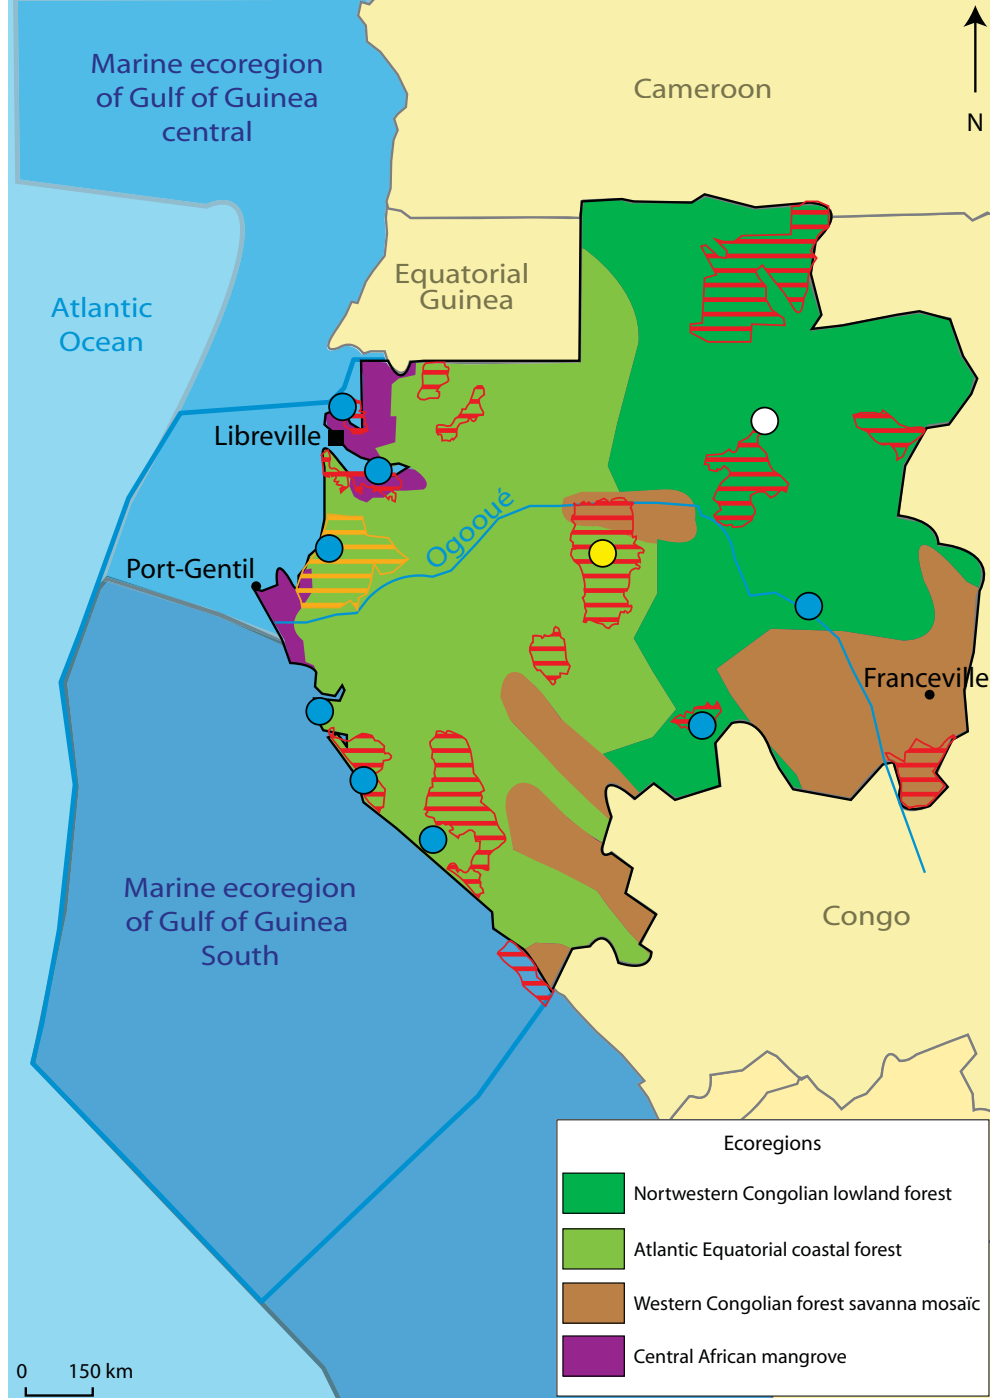 Marine ecoregion
of Gulf of Guinea
central
Cameroon
N
Equatorial
Guinea
Atlantic
Ocean
Libreville
Ogooué
Port-Gentil
Franceville
Marine ecoregion
of Gulf of Guinea
South
Congo
Ecoregions
Nortwestern Congolian lowland forest
Atlantic Equatorial coastal forest
Western Congolian forest savanna mosaïc
Central African mangrove
0 150 km